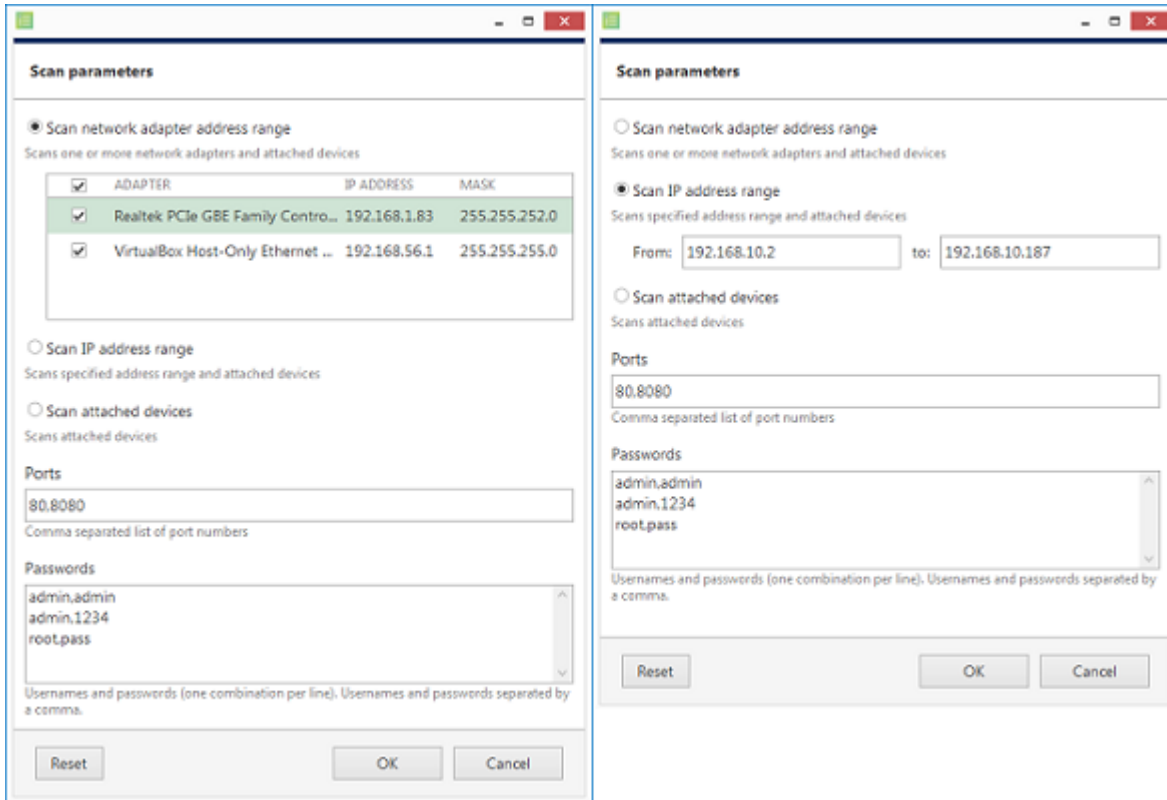 Scan parameters
Scan network adapter address range
Scans one or more network adapters and attached devices
ADAPTER IP ADDRESS MASK
Realtek PCIe GBE Family Contro... 192.168.1.83 255.255.252.0
VirtualBox Host-Only Ethernet ... 192.168.56.1 255.255.255.0
Scan IP address range
Scans specified address range and attached devices
Scan attached devices
Scans attached devices
Ports
80,8080
Comma separated list of port numbers
Passwords
admin,admin
admin,1234
root,pass
Usernames and passwords (one combination per line). Usernames and passwords separated by
a comma.
Reset OK Cancel
Scan parameters
Scan network adapter address range
Scans one or more network adapters and attached devices
Scan IP address range
Scans specified address range and attached devices
From: 192.168.10.2 to: 192.168.10.187
Scan attached devices
Scans attached devices
Ports
80,8080
Comma separated list of port numbers
Passwords
admin,admin
admin,1234
root,pass
Usernames and passwords (one combination per line). Usernames and passwords separated by
a comma.
Reset OK Cancel